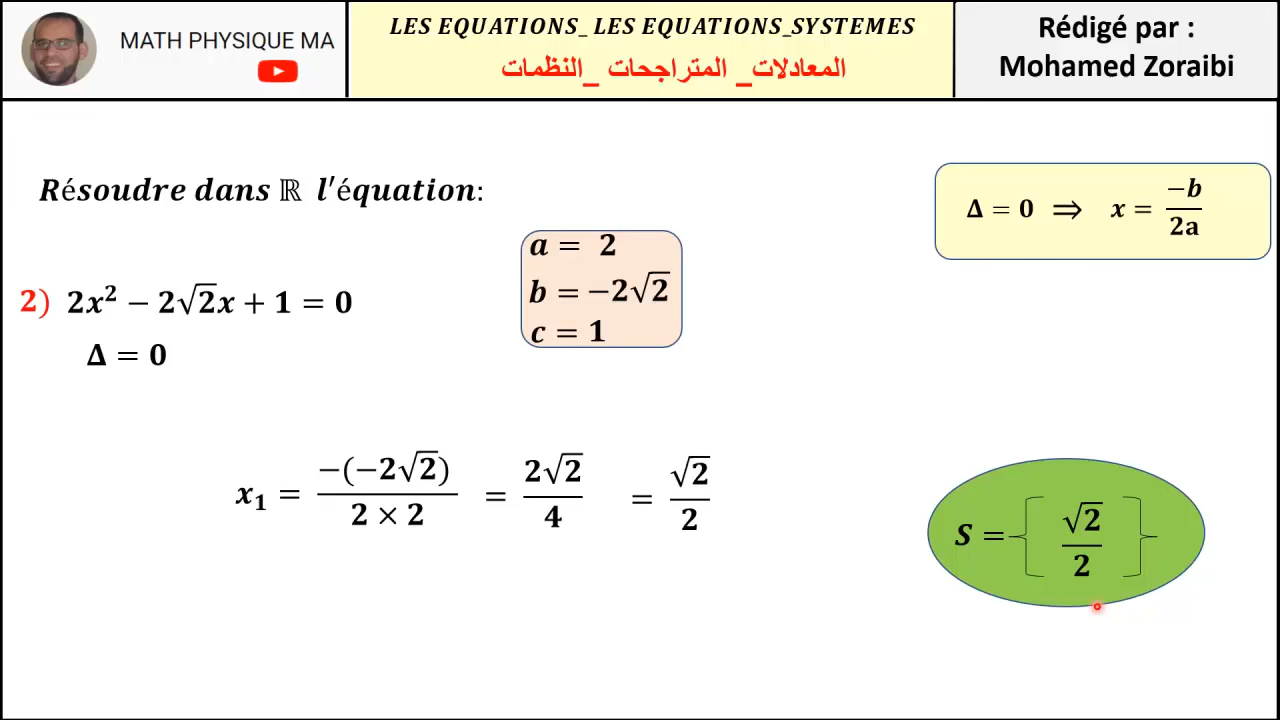 MATH PHYSIQUE MA
LES EQUATIONS_ LES EQUATIONS_SYSTEMES
المعادلات_ المتراجحات _النظمات
Rédigé par :
Mohamed Zoraibi
Résoudre dans ℝ l'équation:
Δ = 0 ⇒ x = −b/2a
a = 2
b = −2√2
c = 1
2) 2x² − 2√2x + 1 = 0
Δ = 0
x₁ = −(−2√2)/(2 × 2) = 2√2/4 = √2/2
S = {√2/2}